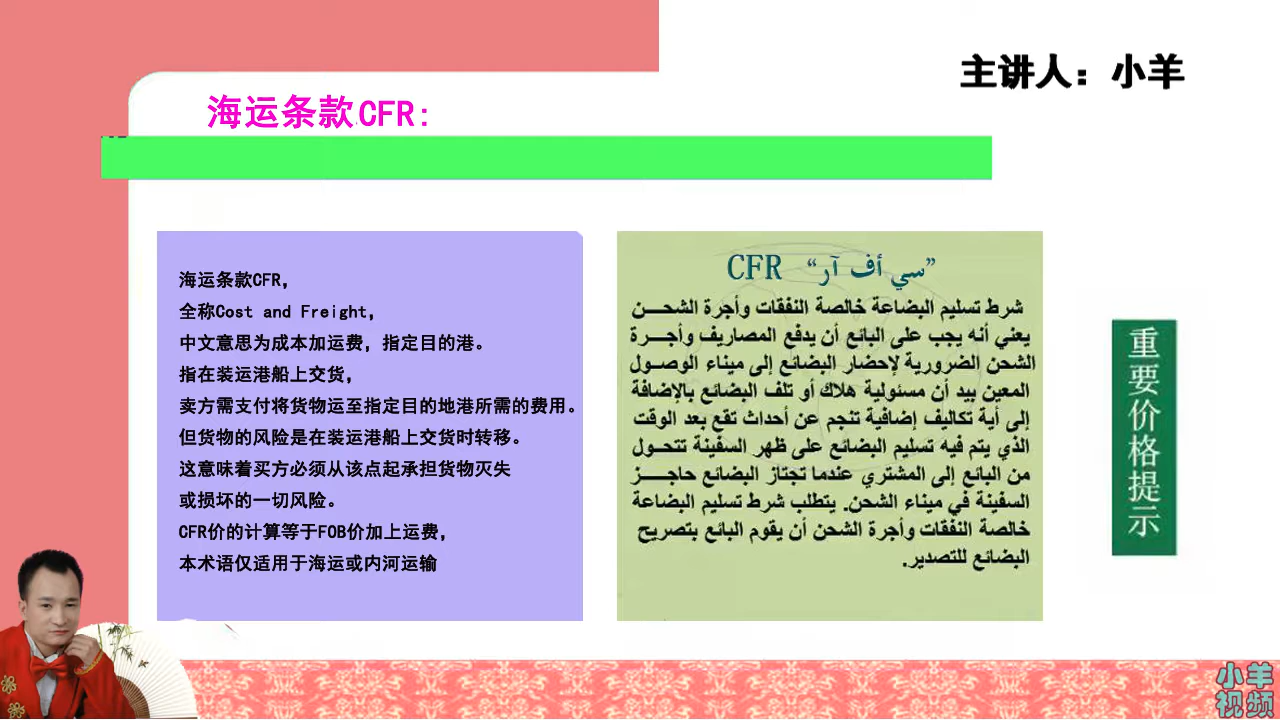 主讲人：小羊
海运条款CFR:
海运条款CFR，
全称Cost and Freight，
中文意思为成本加运费，指定目的港。
指在装运港船上交货，
卖方需支付将货物运至指定目的地港所需的费用。
但货物的风险是在装运港船上交货时转移。
这意味着买方必须从该点起承担货物灭失
或损坏的一切风险。
CFR价的计算等于FOB价加上运费，
本术语仅适用于海运或内河运输
CFR “سي أف آر”
شرط تسليم البضاعة خالصة النفقات وأجرة الشحن
يعني أنه يجب على البائع أن يدفع المصاريف وأجرة
الشحن الضرورية لإحضار البضائع إلى ميناء الوصول
المعين بيد أن مسئولية هلاك أو تلف البضائع بالإضافة
إلى أية تكاليف إضافية تنجم عن أحداث تقع بعد الوقت
الذي يتم فيه تسليم البضائع على ظهر السفينة تتحول
من البائع إلى المشتري عندما تجتاز البضائع حاجز
السفينة في ميناء الشحن. يتطلب شرط تسليم البضاعة
خالصة النفقات وأجرة الشحن أن يقوم البائع بتصريح
البضائع للتصدير.
重要价格提示
小羊
视频